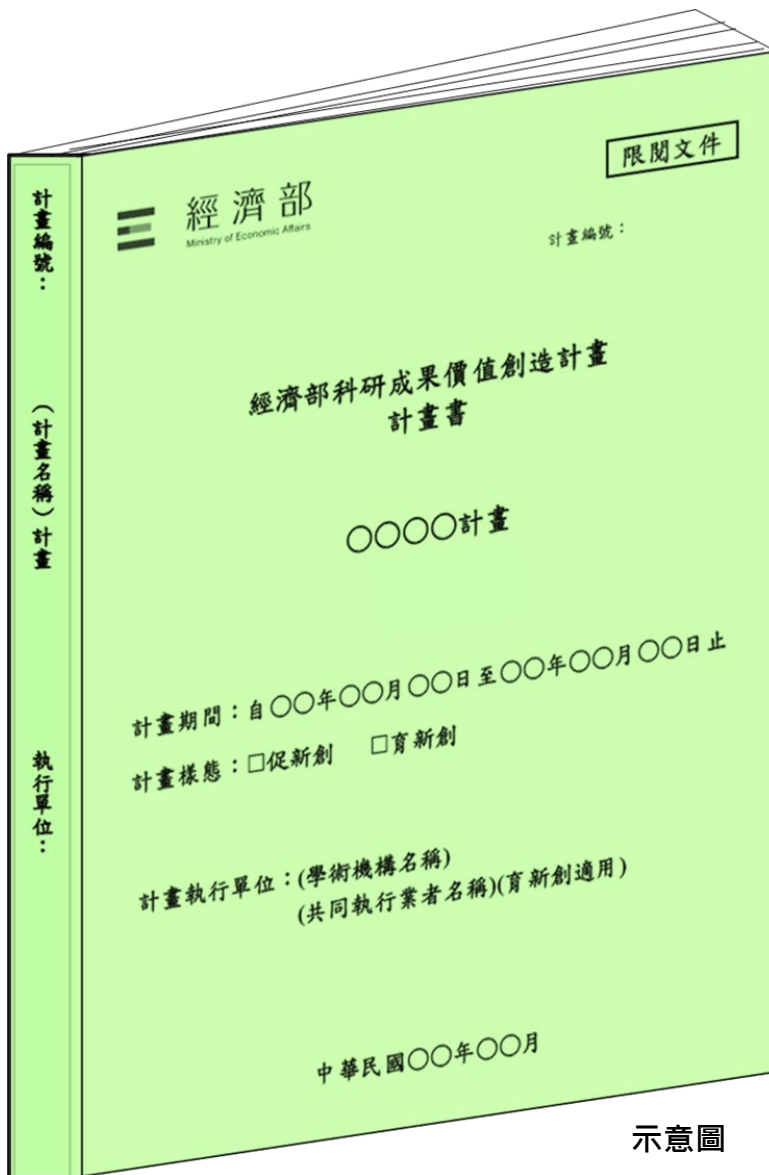 限閱文件
經濟部
Ministry of Economic Affairs
計畫編號：
經濟部科研成果價值創造計畫
計畫書
○○○○計畫
計畫期間：自○○年○○月○○日至○○年○○月○○日止
計畫樣態：□促新創　□育新創
計畫執行單位：(學術機構名稱)
(共同執行業者名稱)(育新創適用)
中華民國○○年○○月
計畫編號：
（計畫名稱）計畫
執行單位：
示意圖